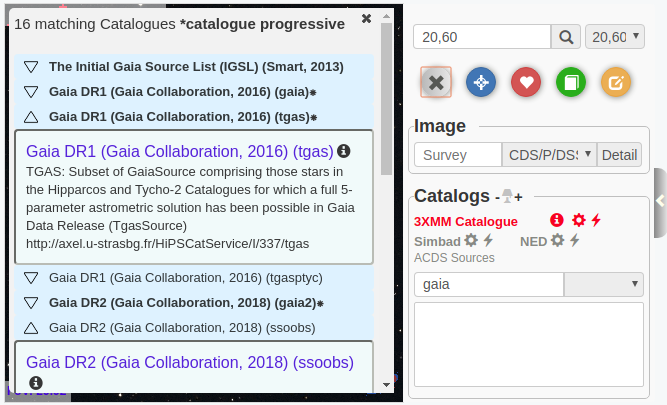 16 matching Catalogues *catalogue progressive
The Initial Gaia Source List (IGSL) (Smart, 2013)
Gaia DR1 (Gaia Collaboration, 2016) (gaia)*
Gaia DR1 (Gaia Collaboration, 2016) (tgas)*
Gaia DR1 (Gaia Collaboration, 2016) (tgas)
TGAS: Subset of GaiaSource comprising those stars
in the Hipparcos and Tycho-2 Catalogues for which a full 5-
parameter astrometric solution has been possible in Gaia
Data Release (TgasSource)
http://axel.u-strasbg.fr/HiPSCatService/I/337/tgas
Gaia DR1 (Gaia Collaboration, 2016) (tgasptyc)
Gaia DR2 (Gaia Collaboration, 2018) (gaia2)*
Gaia DR2 (Gaia Collaboration, 2018) (ssoobs)
Gaia DR2 (Gaia Collaboration, 2018) (ssoobs)
20,60
20,60
Image
Survey
CDS/P/DSS
Detail
Catalogs -+
3XMM Catalogue
Simbad
NED
ACDS Sources
gaia